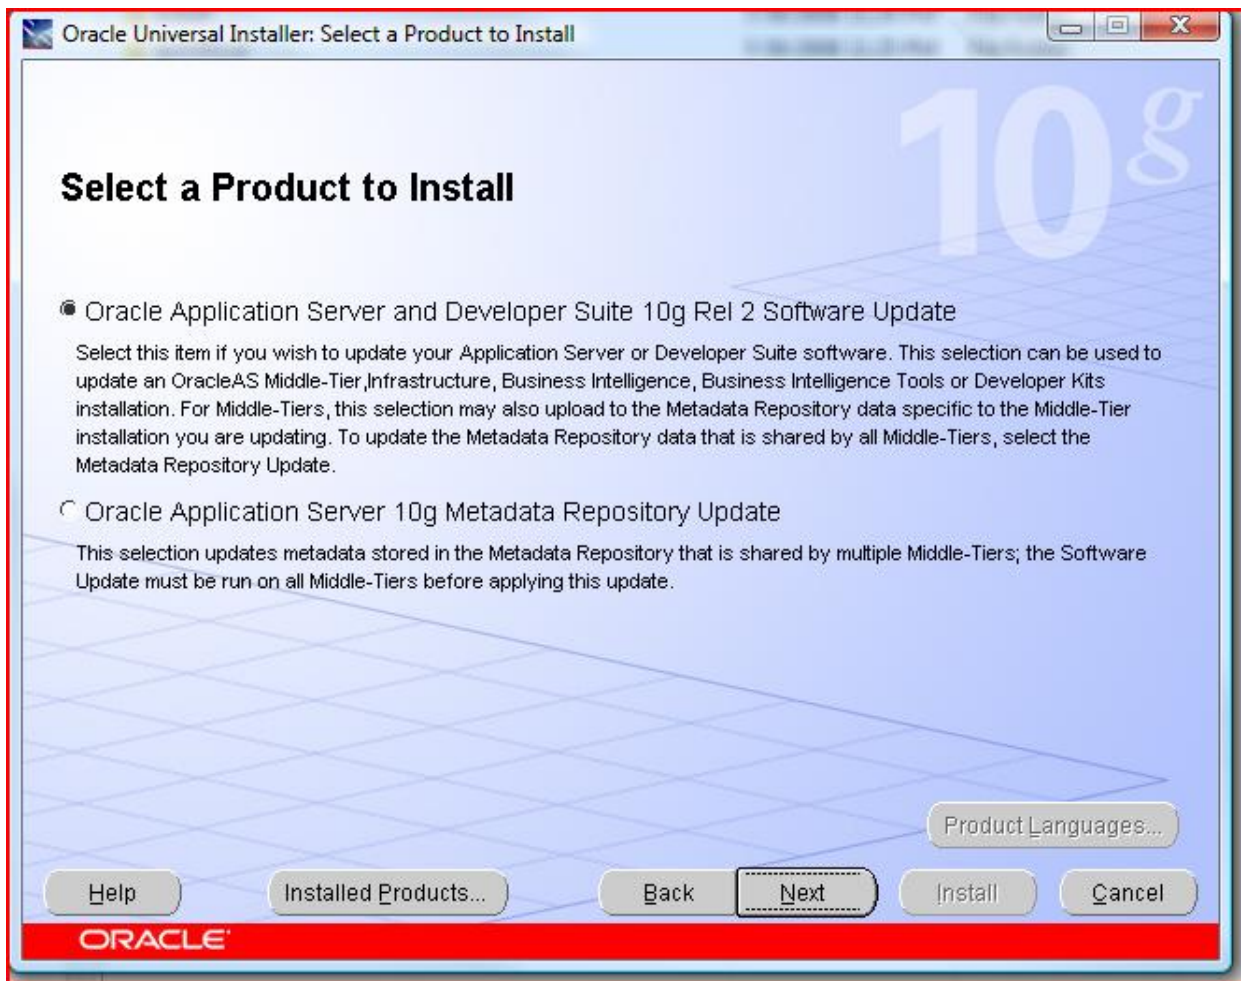 Oracle Universal Installer: Select a Product to Install
10g
Select a Product to Install
Oracle Application Server and Developer Suite 10g Rel 2 Software Update
Select this item if you wish to update your Application Server or Developer Suite software. This selection can be used to
update an OracleAS Middle-Tier,Infrastructure, Business Intelligence, Business Intelligence Tools or Developer Kits
installation. For Middle-Tiers, this selection may also upload to the Metadata Repository data specific to the Middle-Tier
installation you are updating. To update the Metadata Repository data that is shared by all Middle-Tiers, select the
Metadata Repository Update.
Oracle Application Server 10g Metadata Repository Update
This selection updates metadata stored in the Metadata Repository that is shared by multiple Middle-Tiers; the Software
Update must be run on all Middle-Tiers before applying this update.
Product Languages...
Help Installed Products... Back Next Install Cancel
ORACLE